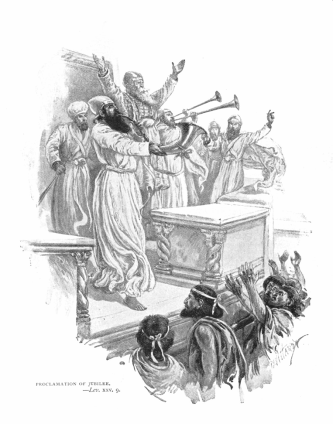 PROCLAMATION OF JUBILEE.
—Lev. xxv, 9.